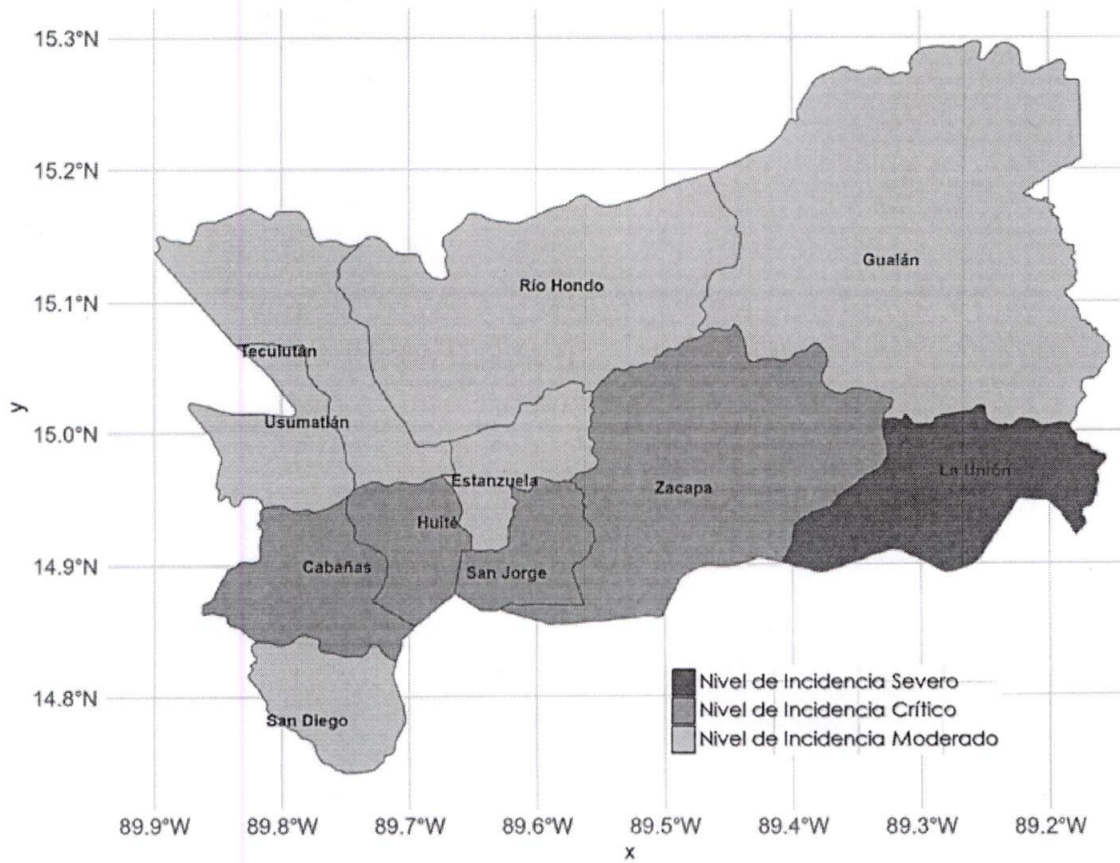 15.3°N
15.2°N
15.1°N
15.0°N
14.9°N
14.8°N
y
Gualán
Río Hondo
Teculután
Usumatlán
Estanzuela
La Unión
Zacapa
Huité
Cabañas
San Jorge
San Diego
Nivel de Incidencia Severo
Nivel de Incidencia Crítico
Nivel de Incidencia Moderado
89.9°W 89.8°W 89.7°W 89.6°W 89.5°W 89.4°W 89.3°W 89.2°W
x